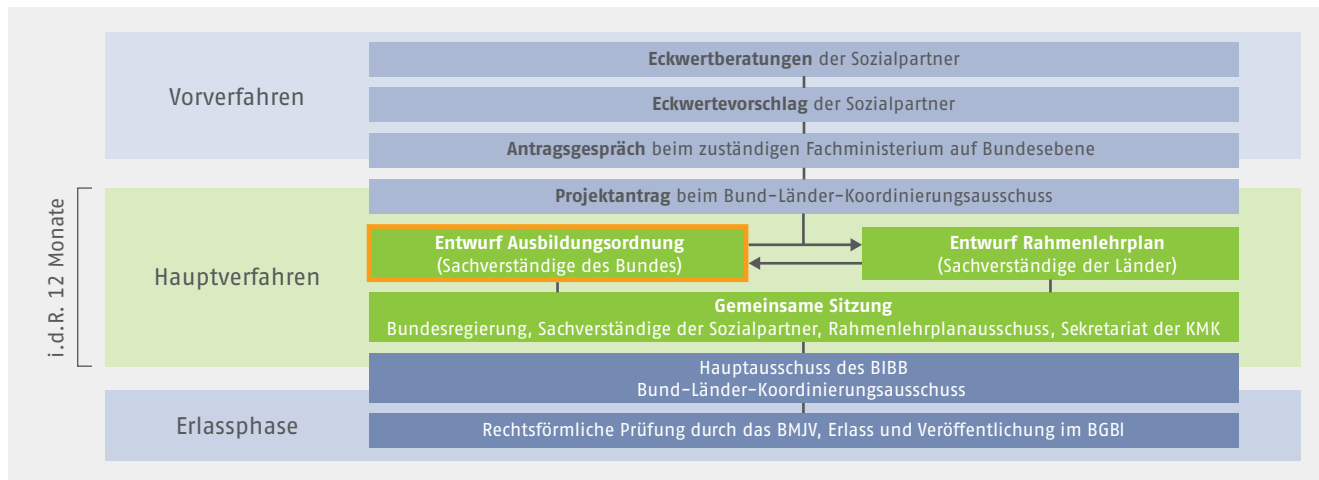 Vorverfahren
Eckwertberatungen der Sozialpartner
Eckwertevorschlag der Sozialpartner
Antragsgespräch beim zuständigen Fachministerium auf Bundesebene
i.d.R. 12 Monate
Hauptverfahren
Projektantrag beim Bund-Länder-Koordinierungsausschuss
Entwurf Ausbildungsordnung
(Sachverständige des Bundes)
Entwurf Rahmenlehrplan
(Sachverständige der Länder)
Gemeinsame Sitzung
Bundesregierung, Sachverständige der Sozialpartner, Rahmenlehrplanausschuss, Sekretariat der KMK
Hauptausschuss des BIBB
Bund-Länder-Koordinierungsausschuss
Erlassphase
Rechtsförmliche Prüfung durch das BMJV, Erlass und Veröffentlichung im BGBl